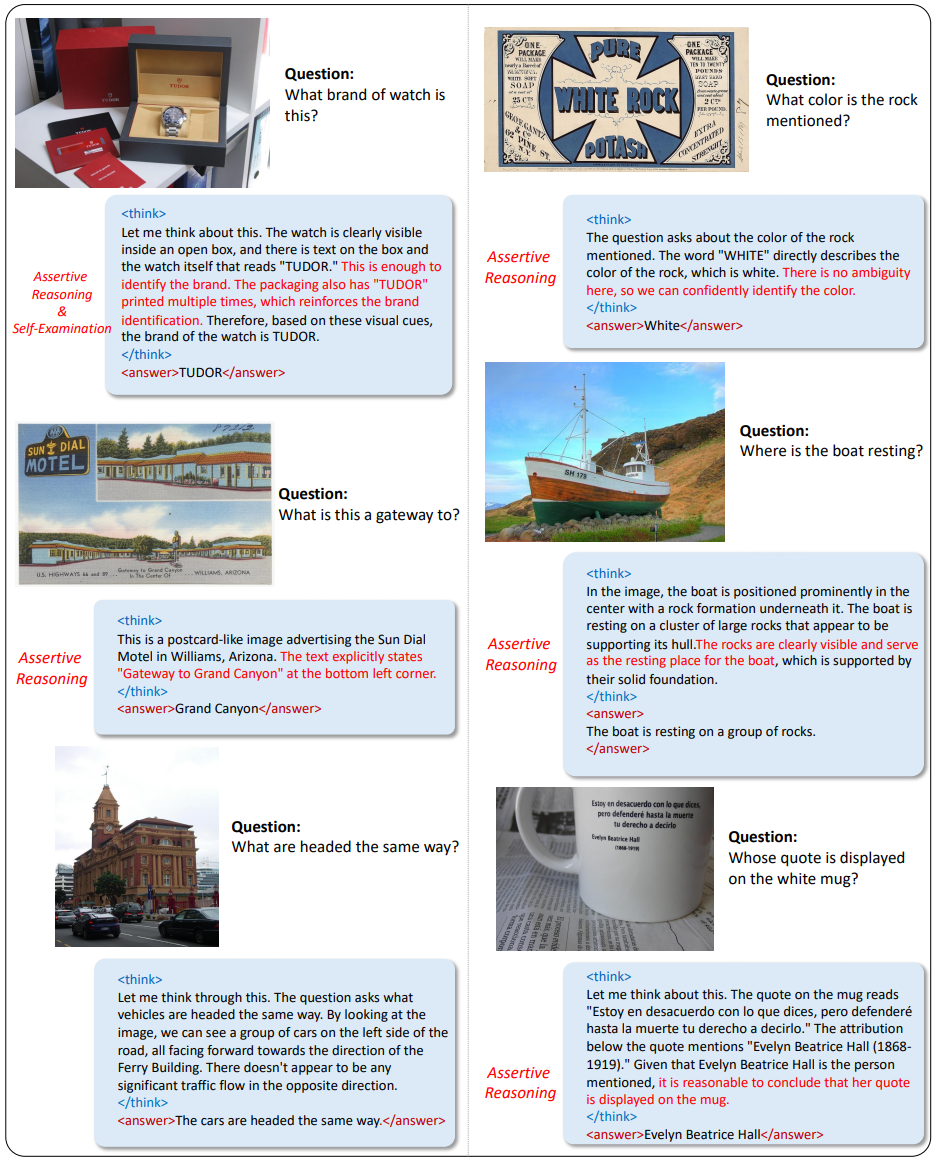 TUDOR
TUDOR
Question:
What brand of watch is
this?
<think>
Let me think about this. The watch is clearly visible
inside an open box, and there is text on the box and
the watch itself that reads "TUDOR." This is enough to
identify the brand. The packaging also has "TUDOR"
printed multiple times, which reinforces the brand
identification. Therefore, based on these visual cues,
the brand of the watch is TUDOR.
</think>
<answer>TUDOR</answer>
Assertive
Reasoning
&
Self-Examination
SUN DIAL
MOTEL
U.S. HIGHWAYS 66 and 89 ... Gateway to Grand Canyon
In The Center Of ... WILLIAMS, ARIZONA
Question:
What is this a gateway to?
Assertive
Reasoning
<think>
This is a postcard-like image advertising the Sun Dial
Motel in Williams, Arizona. The text explicitly states
"Gateway to Grand Canyon" at the bottom left corner.
</think>
<answer>Grand Canyon</answer>
Question:
What are headed the same way?
<think>
Let me think through this. The question asks what
vehicles are headed the same way. By looking at the
image, we can see a group of cars on the left side of the
road, all facing forward towards the direction of the
Ferry Building. There doesn't appear to be any
significant traffic flow in the opposite direction.
</think>
<answer>The cars are headed the same way.</answer>
ONE
PACKAGE
WILL MAKE
nearly a Barrel of
WHITE SOFT
SOAP
25 CTS
GEOR GANTZ
& CO
PINE ST.
N.Y.
PURE
WHITE ROCK
POTASH
ONE
PACKAGE
WILL MAKE
TEN TO TWENTY
POUNDS
HARD
SOAP
2 CTS
PER POUND.
EXTRA
CONCENTRATED
STRENGTH
Question:
What color is the rock
mentioned?
Assertive
Reasoning
<think>
The question asks about the color of the rock
mentioned. The word "WHITE" directly describes the
color of the rock, which is white. There is no ambiguity
here, so we can confidently identify the color.
</think>
<answer>White</answer>
SH 179
Question:
Where is the boat resting?
Assertive
Reasoning
<think>
In the image, the boat is positioned prominently in the
center with a rock formation underneath it. The boat is
resting on a cluster of large rocks that appear to be
supporting its hull.The rocks are clearly visible and serve
as the resting place for the boat, which is supported by
their solid foundation.
</think>
<answer>
The boat is resting on a group of rocks.
</answer>
Estoy en desacuerdo con lo que dices,
pero defenderé hasta la muerte
tu derecho a decirlo
Evelyn Beatrice Hall
(1868-1919)
Question:
Whose quote is displayed
on the white mug?
Assertive
Reasoning
<think>
Let me think about this. The quote on the mug reads
"Estoy en desacuerdo con lo que dices, pero defenderé
hasta la muerte tu derecho a decirlo." The attribution
below the quote mentions "Evelyn Beatrice Hall (1868-
1919)." Given that Evelyn Beatrice Hall is the person
mentioned, it is reasonable to conclude that her quote
is displayed on the mug.
</think>
<answer>Evelyn Beatrice Hall</answer>